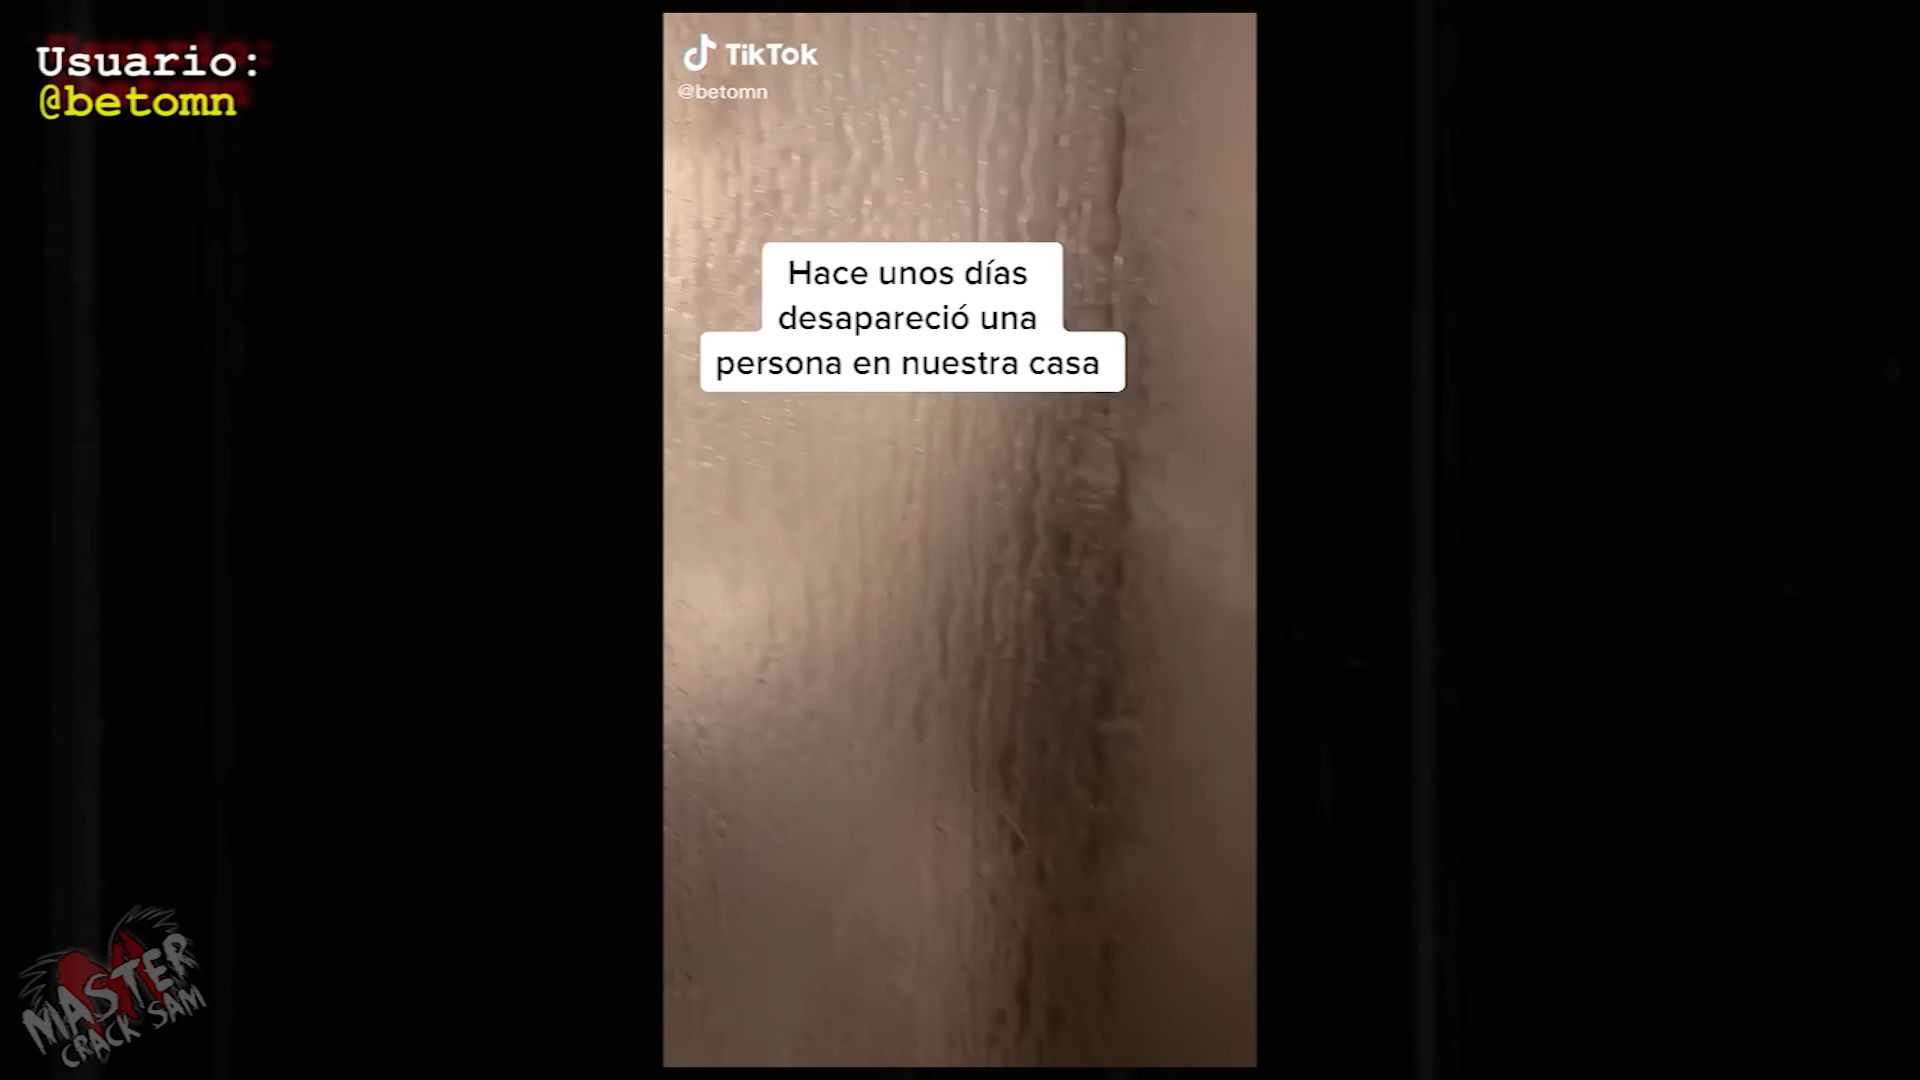 Usuario:
@betomn
TikTok
@betomn
Hace unos días
desapareció una
persona en nuestra casa
MASTER
CRACK SAM